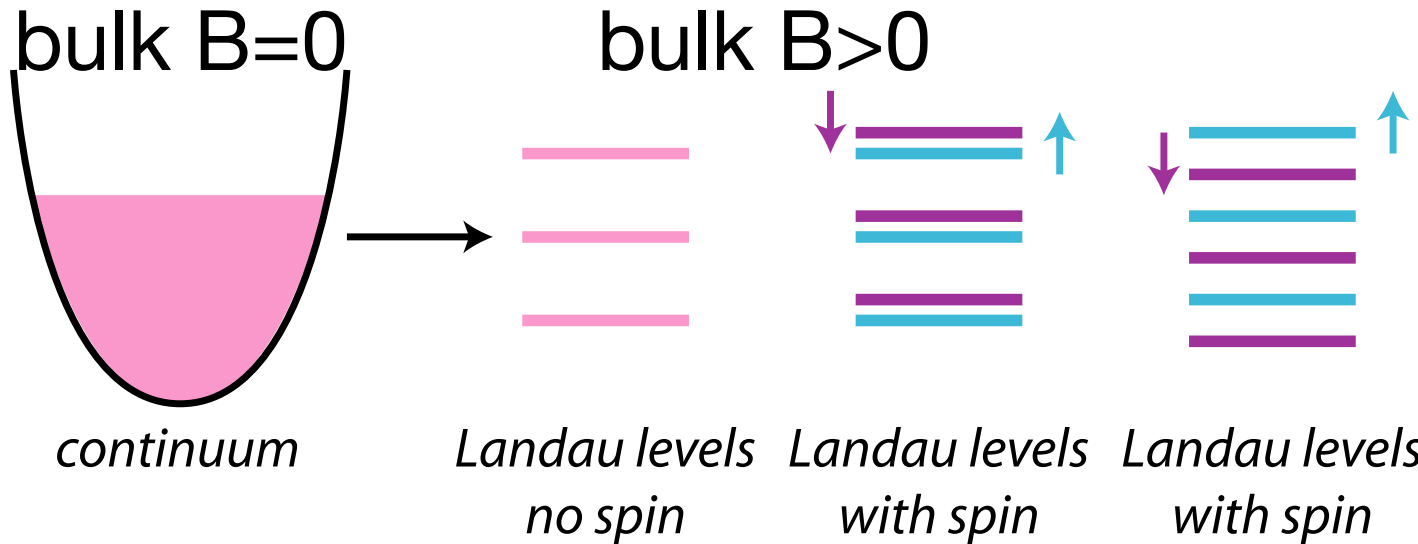 bulk B=0
bulk B>0
continuum
Landau levels
no spin
Landau levels
with spin
Landau levels
with spin